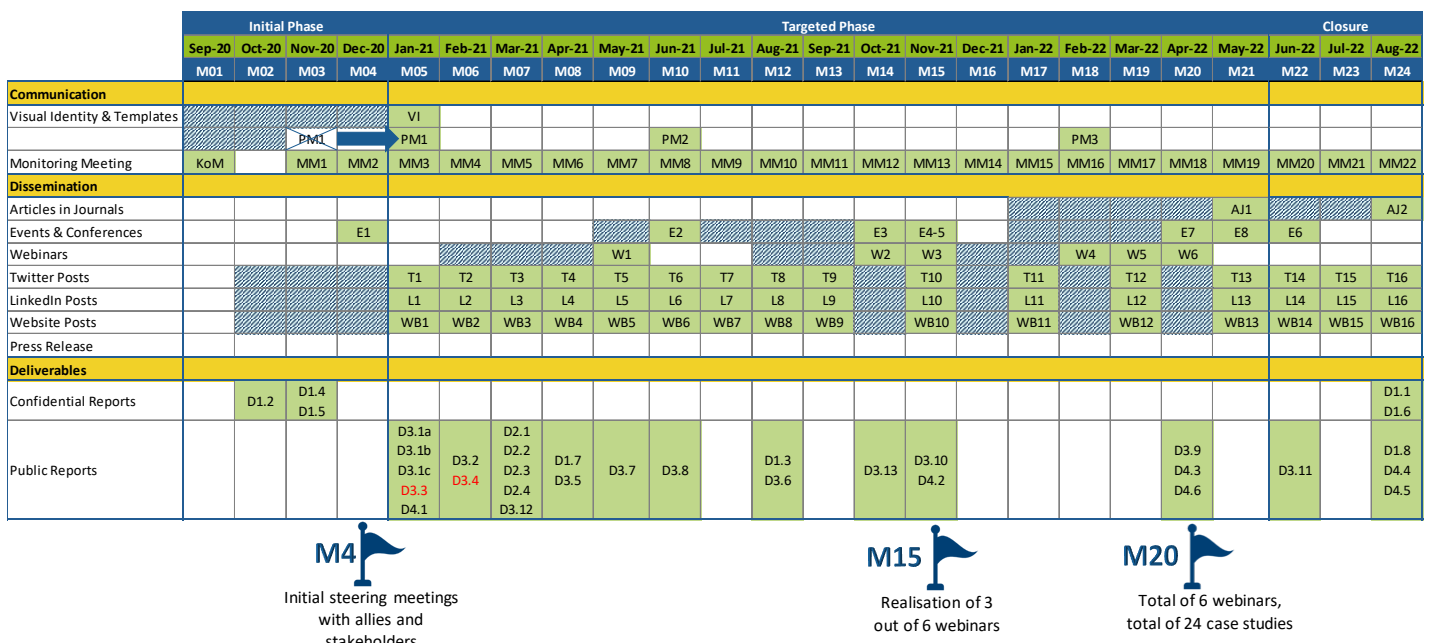 Initial Phase Targeted Phase Closure
Sep-20 Oct-20 Nov-20 Dec-20 Jan-21 Feb-21 Mar-21 Apr-21 May-21 Jun-21 Jul-21 Aug-21 Sep-21 Oct-21 Nov-21 Dec-21 Jan-22 Feb-22 Mar-22 Apr-22 May-22 Jun-22 Jul-22 Aug-22
M01 M02 M03 M04 M05 M06 M07 M08 M09 M10 M11 M12 M13 M14 M15 M16 M17 M18 M19 M20 M21 M22 M23 M24
Communication
Visual Identity & Templates VI
PM1 PM1 PM2 PM3
Monitoring Meeting KoM MM1 MM2 MM3 MM4 MM5 MM6 MM7 MM8 MM9 MM10 MM11 MM12 MM13 MM14 MM15 MM16 MM17 MM18 MM19 MM20 MM21 MM22
Dissemination
Articles in Journals AJ1 AJ2
Events & Conferences E1 E2 E3 E4-5 E7 E8 E6
Webinars W1 W2 W3 W4 W5 W6
Twitter Posts T1 T2 T3 T4 T5 T6 T7 T8 T9 T10 T11 T12 T13 T14 T15 T16
LinkedIn Posts L1 L2 L3 L4 L5 L6 L7 L8 L9 L10 L11 L12 L13 L14 L15 L16
Website Posts WB1 WB2 WB3 WB4 WB5 WB6 WB7 WB8 WB9 WB10 WB11 WB12 WB13 WB14 WB15 WB16
Press Release
Deliverables
Confidential Reports
D1.2
D1.4
D1.5
D1.1
D1.6
Public Reports
D3.1a
D3.1b
D3.1c
D3.3
D4.1
D3.2
D3.4
D2.1
D2.2
D2.3
D2.4
D3.12
D1.7
D3.5
D3.7
D3.8
D1.3
D3.6
D3.13
D3.10
D4.2
D3.9
D4.3
D4.6
D3.11
D1.8
D4.4
D4.5
M4
Initial steering meetings
with allies and
stakeholders
M15
Realisation of 3
out of 6 webinars
M20
Total of 6 webinars,
total of 24 case studies